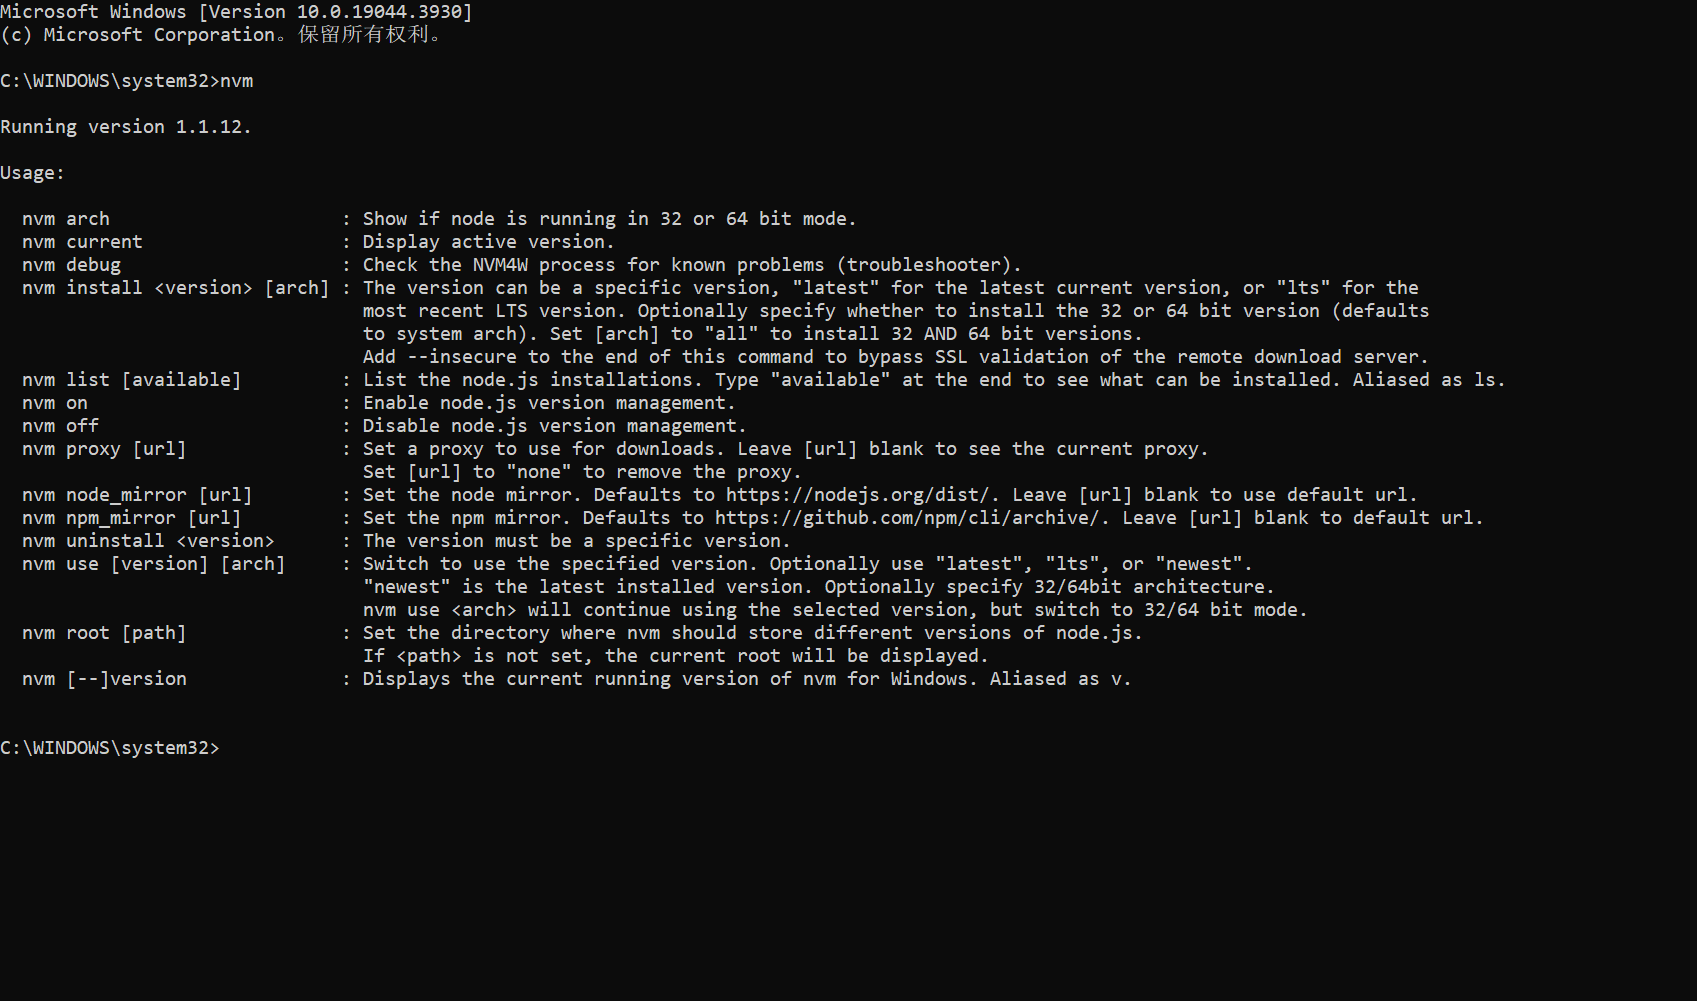 Microsoft Windows [Version 10.0.19044.3930]
(c) Microsoft Corporation。保留所有权利。
C:\WINDOWS\system32>nvm
Running version 1.1.12.
Usage:
  nvm arch                     : Show if node is running in 32 or 64 bit mode.
  nvm current                  : Display active version.
  nvm debug                    : Check the NVM4W process for known problems (troubleshooter).
  nvm install <version> [arch] : The version can be a specific version, "latest" for the latest current version, or "lts" for the
                                 most recent LTS version. Optionally specify whether to install the 32 or 64 bit version (defaults
                                 to system arch). Set [arch] to "all" to install 32 AND 64 bit versions.
                                 Add --insecure to the end of this command to bypass SSL validation of the remote download server.
  nvm list [available]         : List the node.js installations. Type "available" at the end to see what can be installed. Aliased as ls.
  nvm on                       : Enable node.js version management.
  nvm off                      : Disable node.js version management.
  nvm proxy [url]              : Set a proxy to use for downloads. Leave [url] blank to see the current proxy.
                                 Set [url] to "none" to remove the proxy.
  nvm node_mirror [url]        : Set the node mirror. Defaults to https://nodejs.org/dist/. Leave [url] blank to use default url.
  nvm npm_mirror [url]         : Set the npm mirror. Defaults to https://github.com/npm/cli/archive/. Leave [url] blank to default url.
  nvm uninstall <version>      : The version must be a specific version.
  nvm use [version] [arch]     : Switch to use the specified version. Optionally use "latest", "lts", or "newest".
                                 "newest" is the latest installed version. Optionally specify 32/64bit architecture.
                                 nvm use <arch> will continue using the selected version, but switch to 32/64 bit mode.
  nvm root [path]              : Set the directory where nvm should store different versions of node.js.
                                 If <path> is not set, the current root will be displayed.
  nvm [--]version              : Displays the current running version of nvm for Windows. Aliased as v.
C:\WINDOWS\system32>